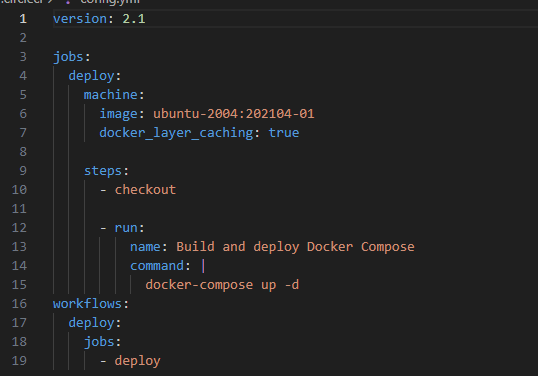 .circleci > config.yml
1 version: 2.1
2
3 jobs:
4   deploy:
5     machine:
6       image: ubuntu-2004:202104-01
7       docker_layer_caching: true
8
9     steps:
10       - checkout
11
12       - run:
13           name: Build and deploy Docker Compose
14           command: |
15             docker-compose up -d
16 workflows:
17   deploy:
18     jobs:
19       - deploy